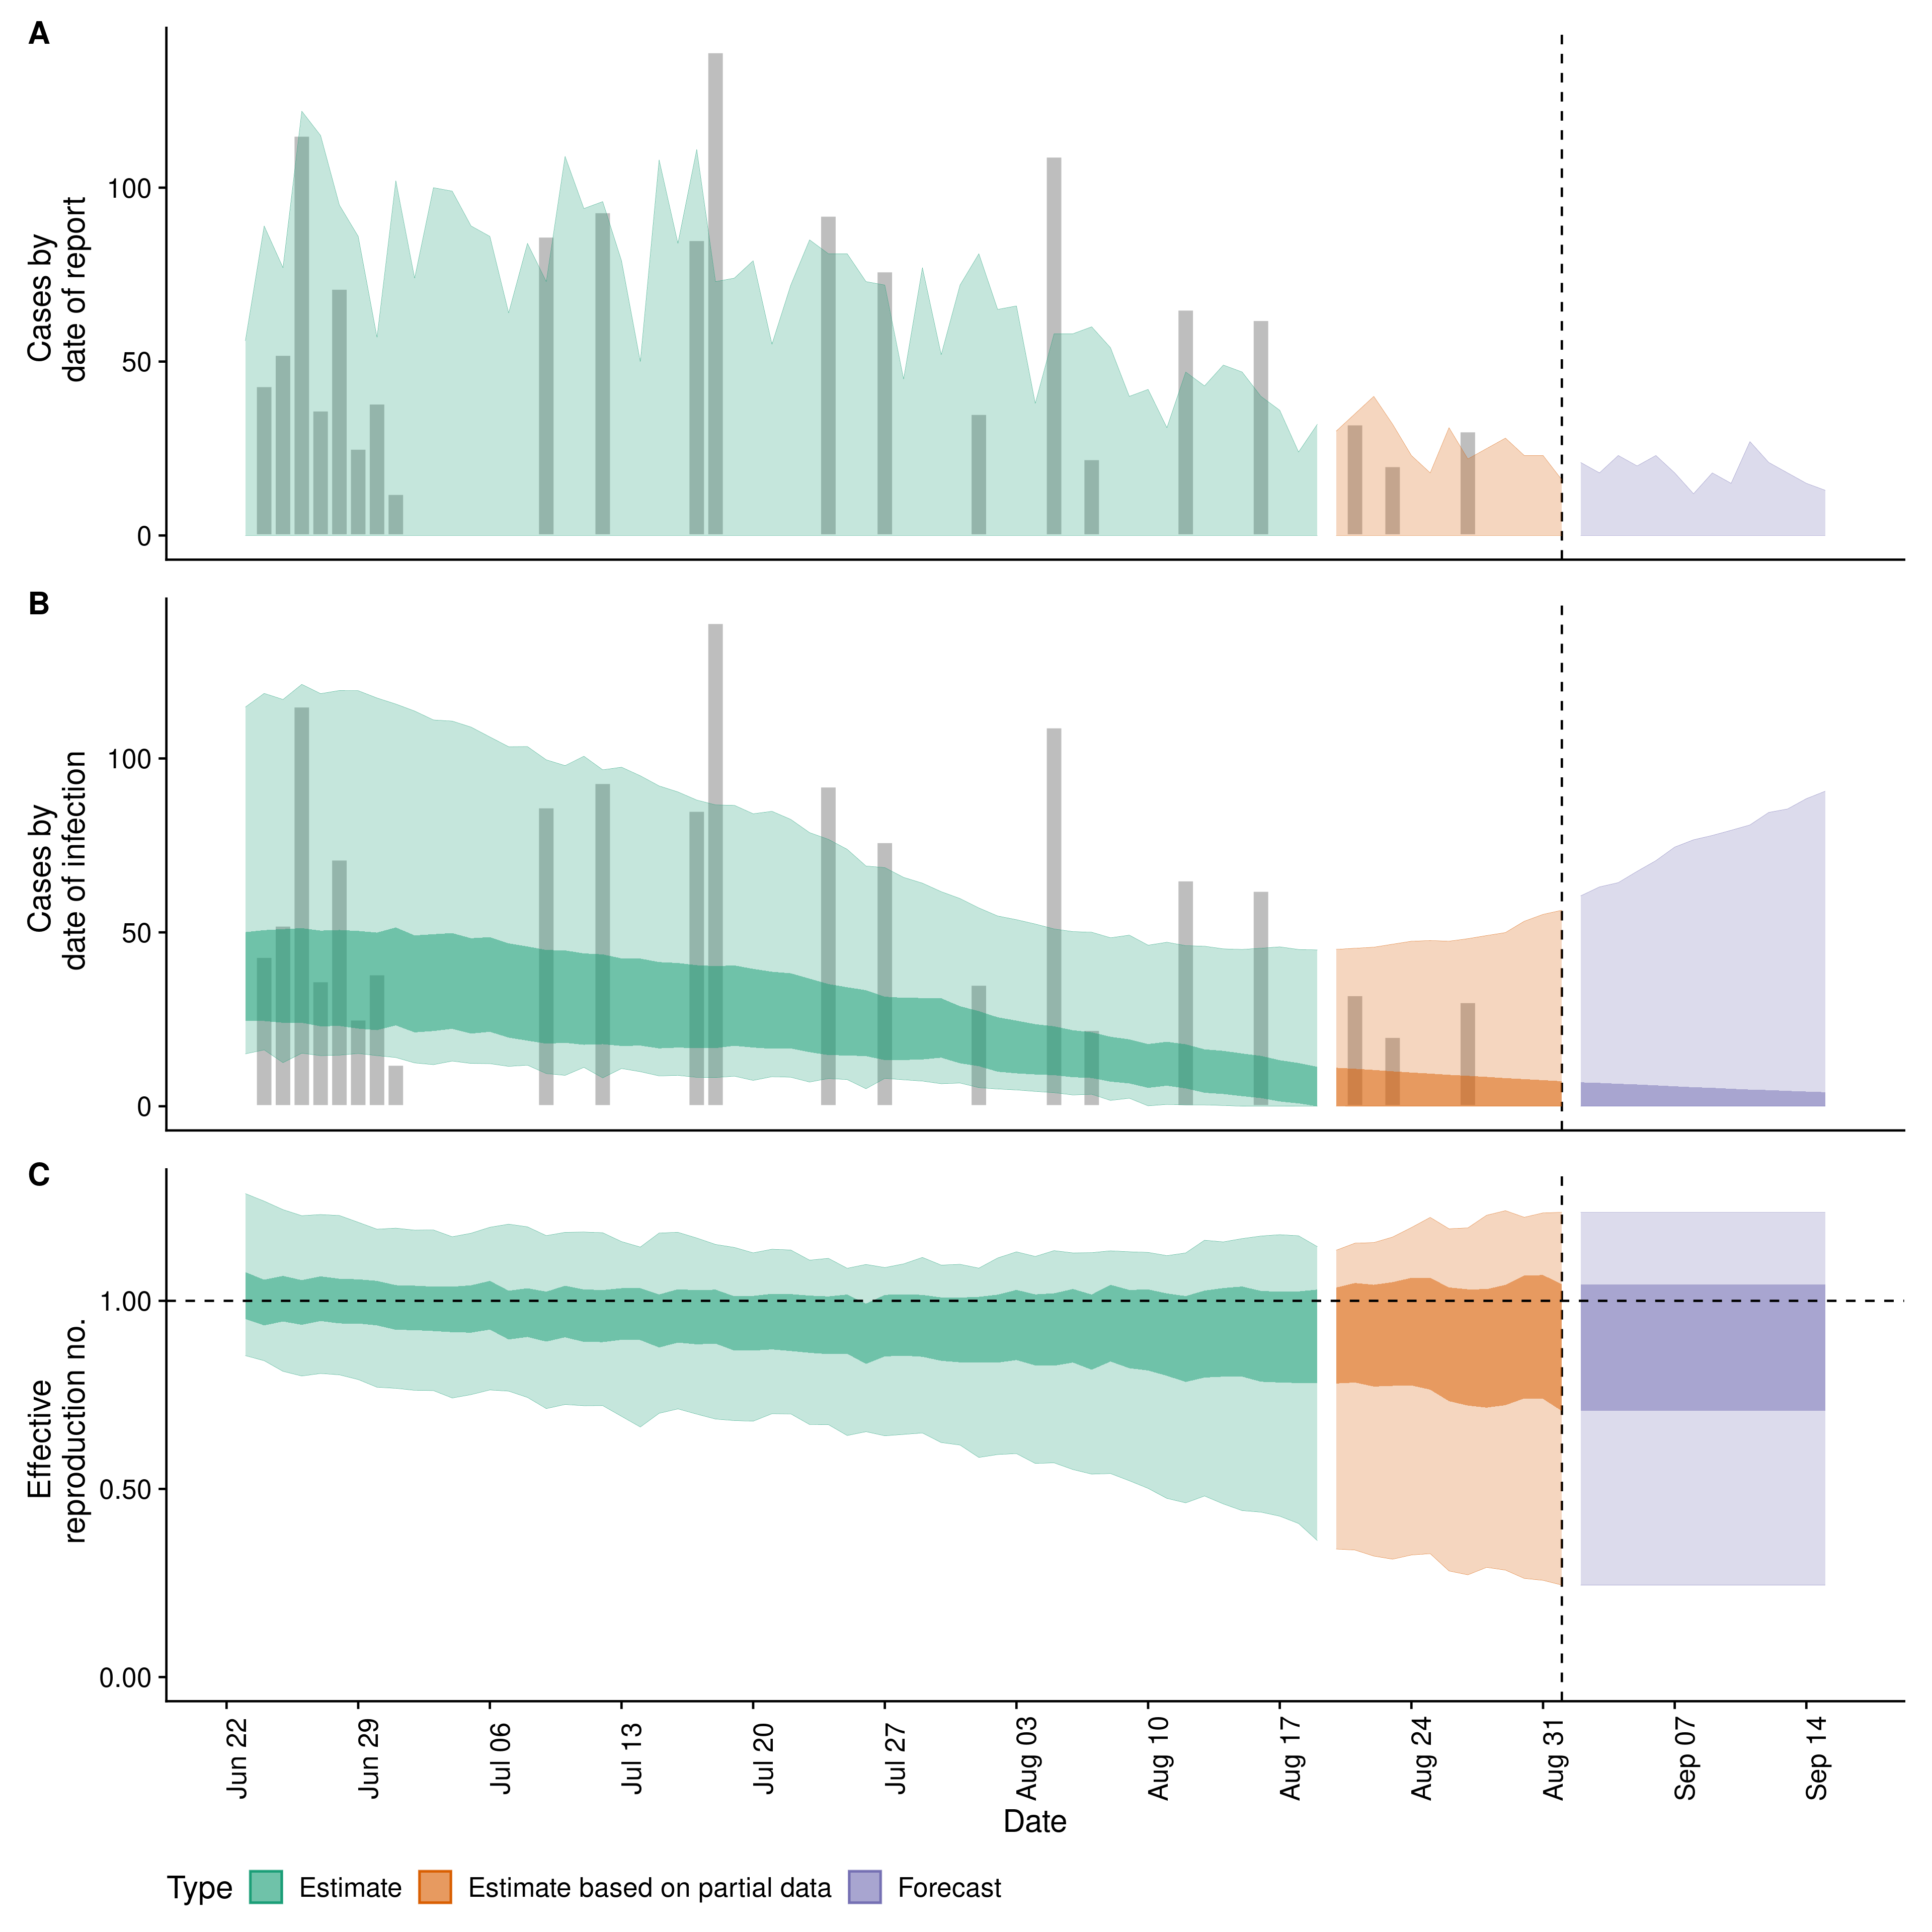 A
Cases by
date of report
100
50
0
B
Cases by
date of infection
100
50
0
C
Effective
reproduction no.
1.00
0.50
0.00
Jun 22
Jun 29
Jul 06
Jul 13
Jul 20
Jul 27
Aug 03
Aug 10
Aug 17
Aug 24
Aug 31
Sep 07
Sep 14
Date
Type Estimate Estimate based on partial data Forecast